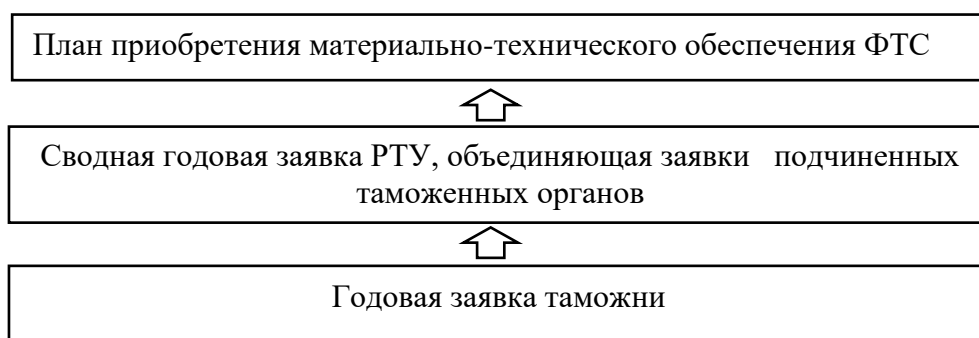 План приобретения материально-технического обеспечения ФТС
Сводная годовая заявка РТУ, объединяющая заявки подчиненных
таможенных органов
Годовая заявка таможни